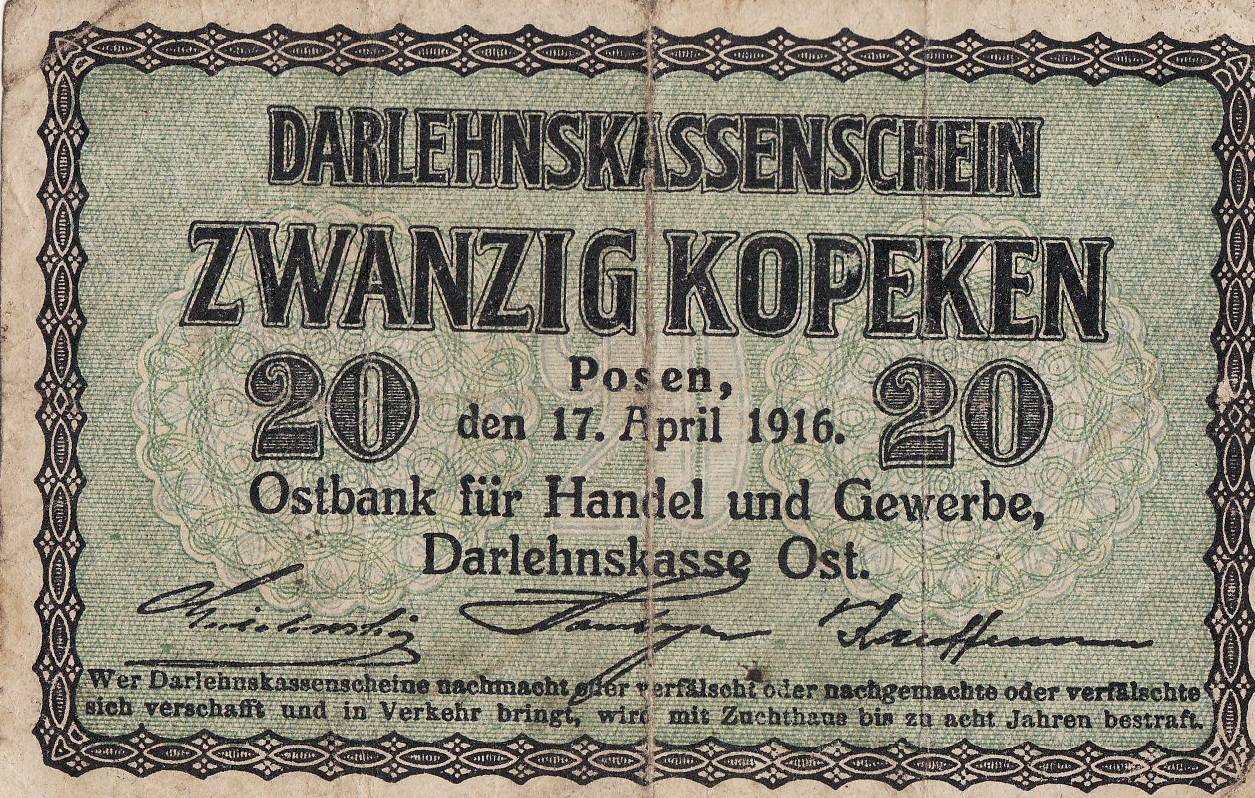 DARLEHNSKASSENSCHEIN
ZWANZIG KOPEKEN
20 Posen, 20
den 17. April 1916.
Ostbank für Handel und Gewerbe,
Darlehnskasse Ost.
Kauffmann
Wer Darlehnskassenscheine nachmacht oder verfälscht oder nachgemachte oder verfälschte
sich verschafft und in Verkehr bringt, wird mit Zuchthaus bis zu acht Jahren bestraft.